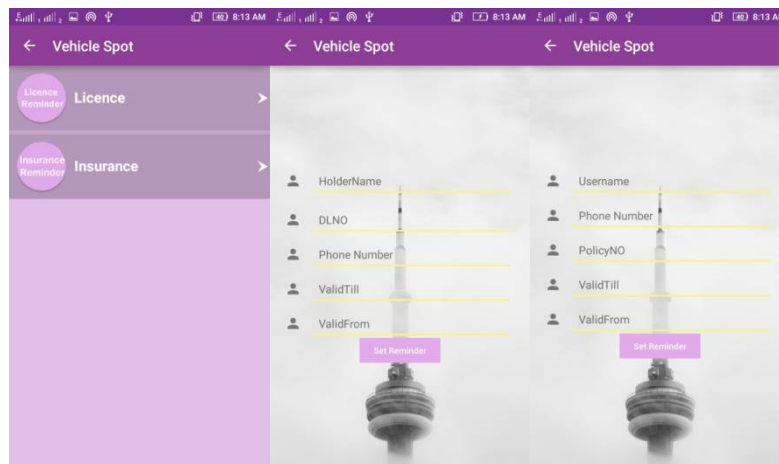 8:13 AM
Vehicle Spot
Licence Reminder
Licence
Insurance Reminder
Insurance
8:13 AM
Vehicle Spot
HolderName
DLNO
Phone Number
ValidTill
ValidFrom
Set Reminder
8:13 A
Vehicle Spot
Username
Phone Number
PolicyNO
ValidTill
ValidFrom
Set Reminder